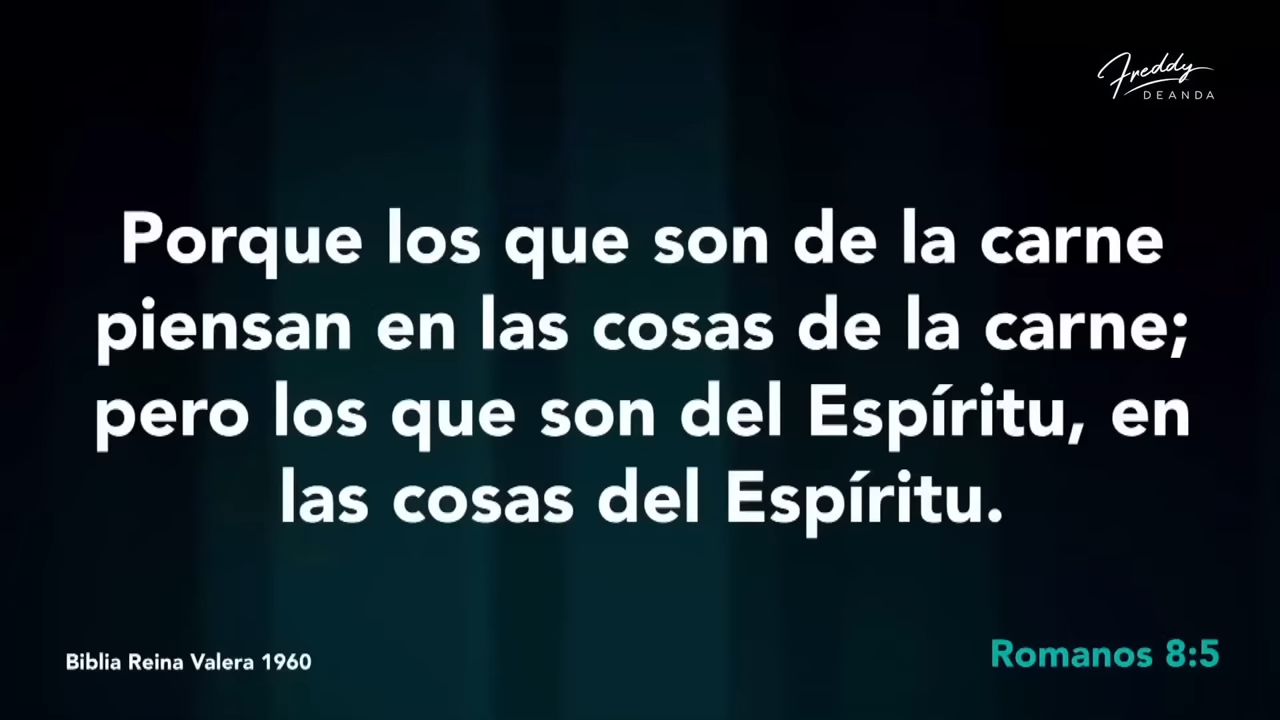 Freddy
DEANDA
Porque los que son de la carne
piensan en las cosas de la carne;
pero los que son del Espíritu, en
las cosas del Espíritu.
Biblia Reina Valera 1960
Romanos 8:5